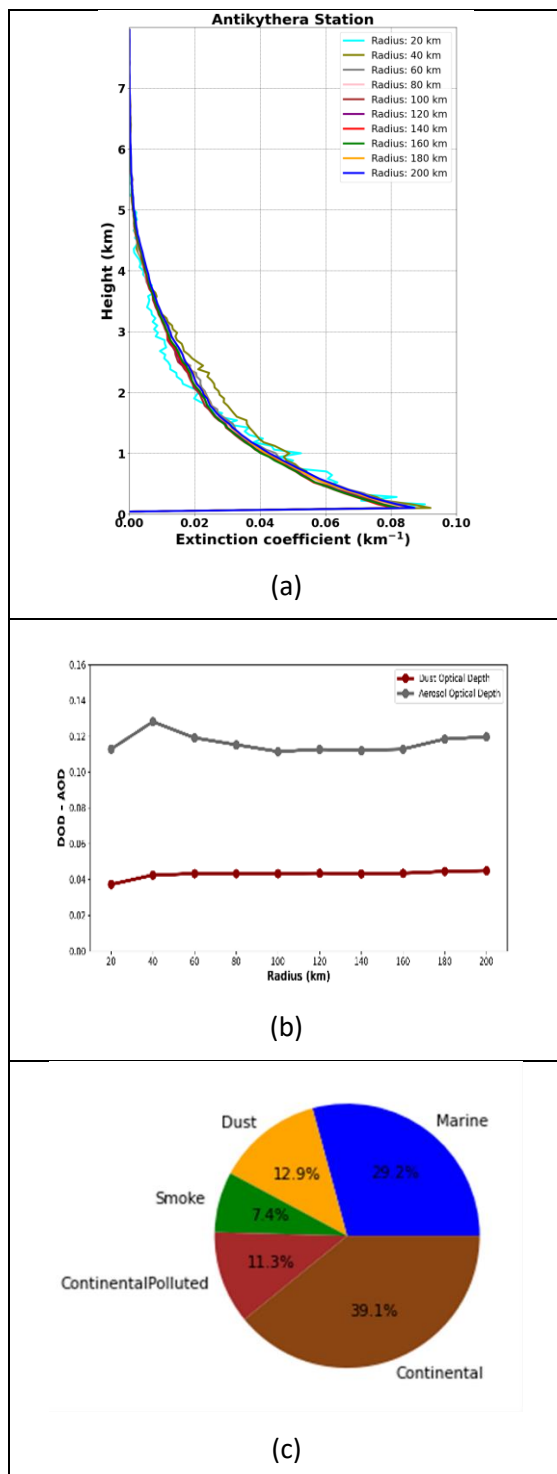 Antikythera Station
Radius: 20 km
Radius: 40 km
Radius: 60 km
Radius: 80 km
Radius: 100 km
Radius: 120 km
Radius: 140 km
Radius: 160 km
Radius: 180 km
Radius: 200 km
7
6
5
4
3
2
1
0
Height (km)
0.00 0.02 0.04 0.06 0.08 0.10
Extinction coefficient (km⁻¹)
(a)
0.16
0.14
0.12
0.10
0.08
0.06
0.04
0.02
0.00
DOD - AOD
Dust Optical Depth
Aerosol Optical Depth
20 40 60 80 100 120 140 160 180 200
Radius (km)
(b)
Dust
Marine
12.9%
29.2%
Smoke
7.4%
11.3%
ContinentalPolluted
39.1%
Continental
(c)